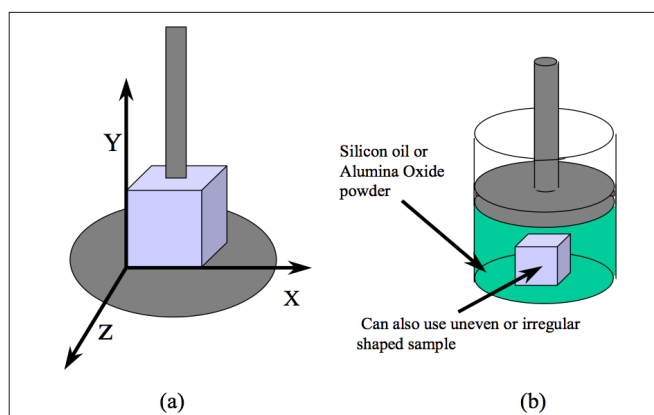 Y
X
Z
Silicon oil or
Alumina Oxide
powder
Can also use uneven or irregular
shaped sample
(a)
(b)